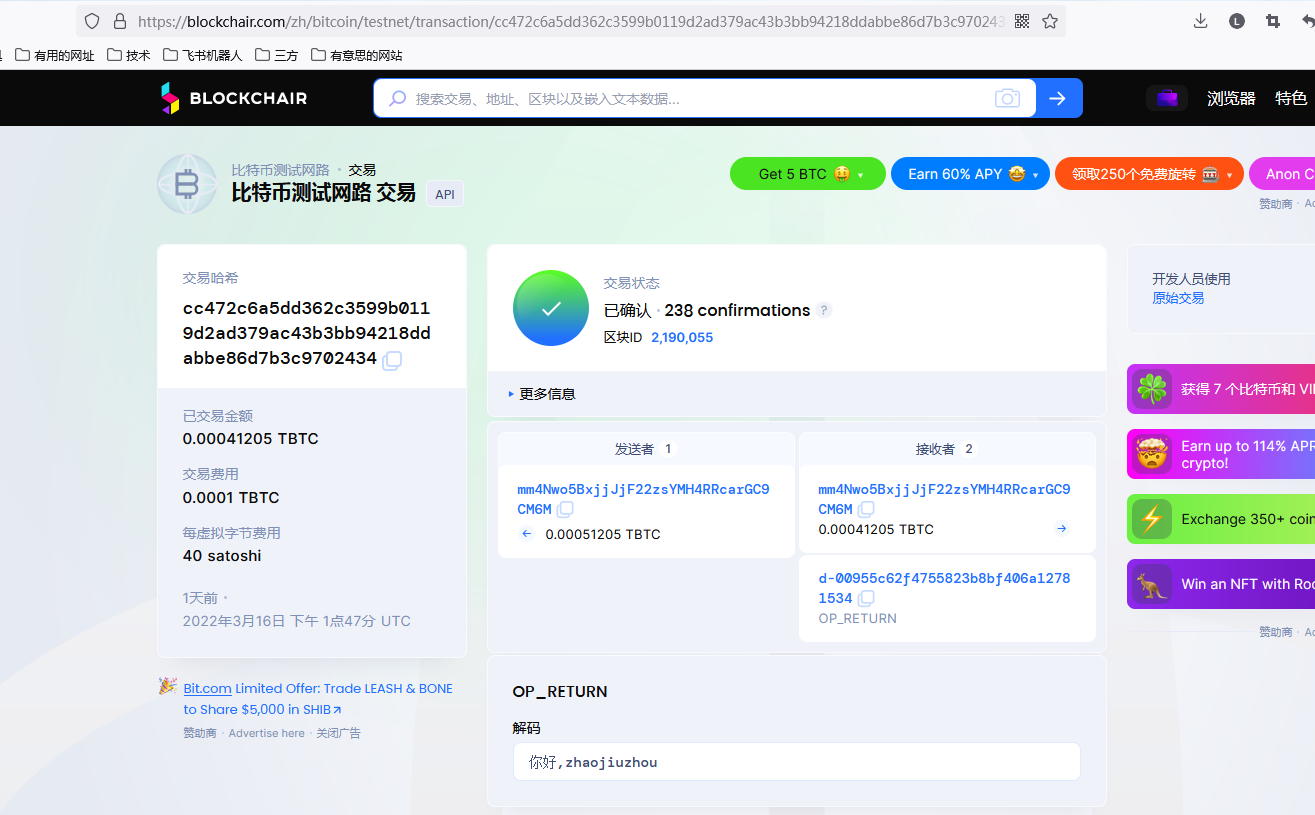 https://blockchair.com/zh/bitcoin/testnet/transaction/cc472c6a5dd362c3599b0119d2ad379ac43b3bb94218ddabbe86d7b3c970243
有用的网址 技术 飞书机器人 三方 有意思的网站
BLOCKCHAIR
搜索交易、地址、区块以及嵌入文本数据...
浏览器 特色
比特币测试网路 · 交易
比特币测试网路 交易 API
Get 5 BTC
Earn 60% APY
领取250个免费旋转
Anon C
赞助商 ·
交易哈希
cc472c6a5dd362c3599b011
9d2ad379ac43b3bb94218dd
abbe86d7b3c9702434
已交易金额
0.00041205 TBTC
交易费用
0.0001 TBTC
每虚拟字节费用
40 satoshi
1天前 ·
2022年3月16日 下午 1点47分 UTC
Bit.com Limited Offer: Trade LEASH & BONE
to Share $5,000 in SHIB
赞助商 · Advertise here · 关闭广告
交易状态
已确认 · 238 confirmations ?
区块ID 2,190,055
更多信息
发送者 1
mm4Nwo5BxjjJjF22zsYMH4RRcarGC9
CM6M
0.00051205 TBTC
接收者 2
mm4Nwo5BxjjJjF22zsYMH4RRcarGC9
CM6M
0.00041205 TBTC
d-00955c62f4755823b8bf406a1278
1534
OP_RETURN
OP_RETURN
解码
你好,zhaojiuzhou
开发人员使用
原始交易
获得 7 个比特币和 VI
Earn up to 114% APR
crypto!
Exchange 350+ coin
Win an NFT with Roo
赞助商 ·